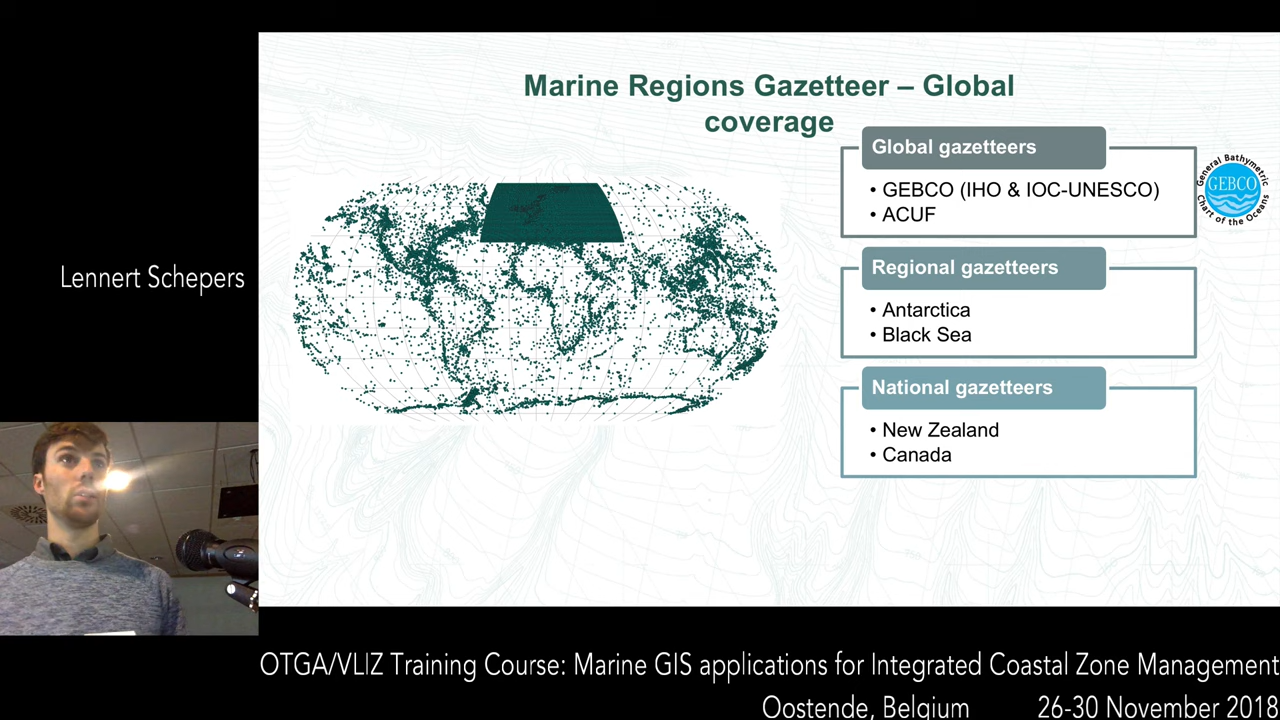 Marine Regions Gazetteer – Global
coverage
Global gazetteers
• GEBCO (IHO & IOC-UNESCO)
• ACUF
General Bathymetric
GEBCO
Chart of the Oceans
Regional gazetteers
• Antarctica
• Black Sea
National gazetteers
• New Zealand
• Canada
Lennert Schepers
OTGA/VLIZ Training Course: Marine GIS applications for Integrated Coastal Zone Management
Oostende, Belgium 26-30 November 2018